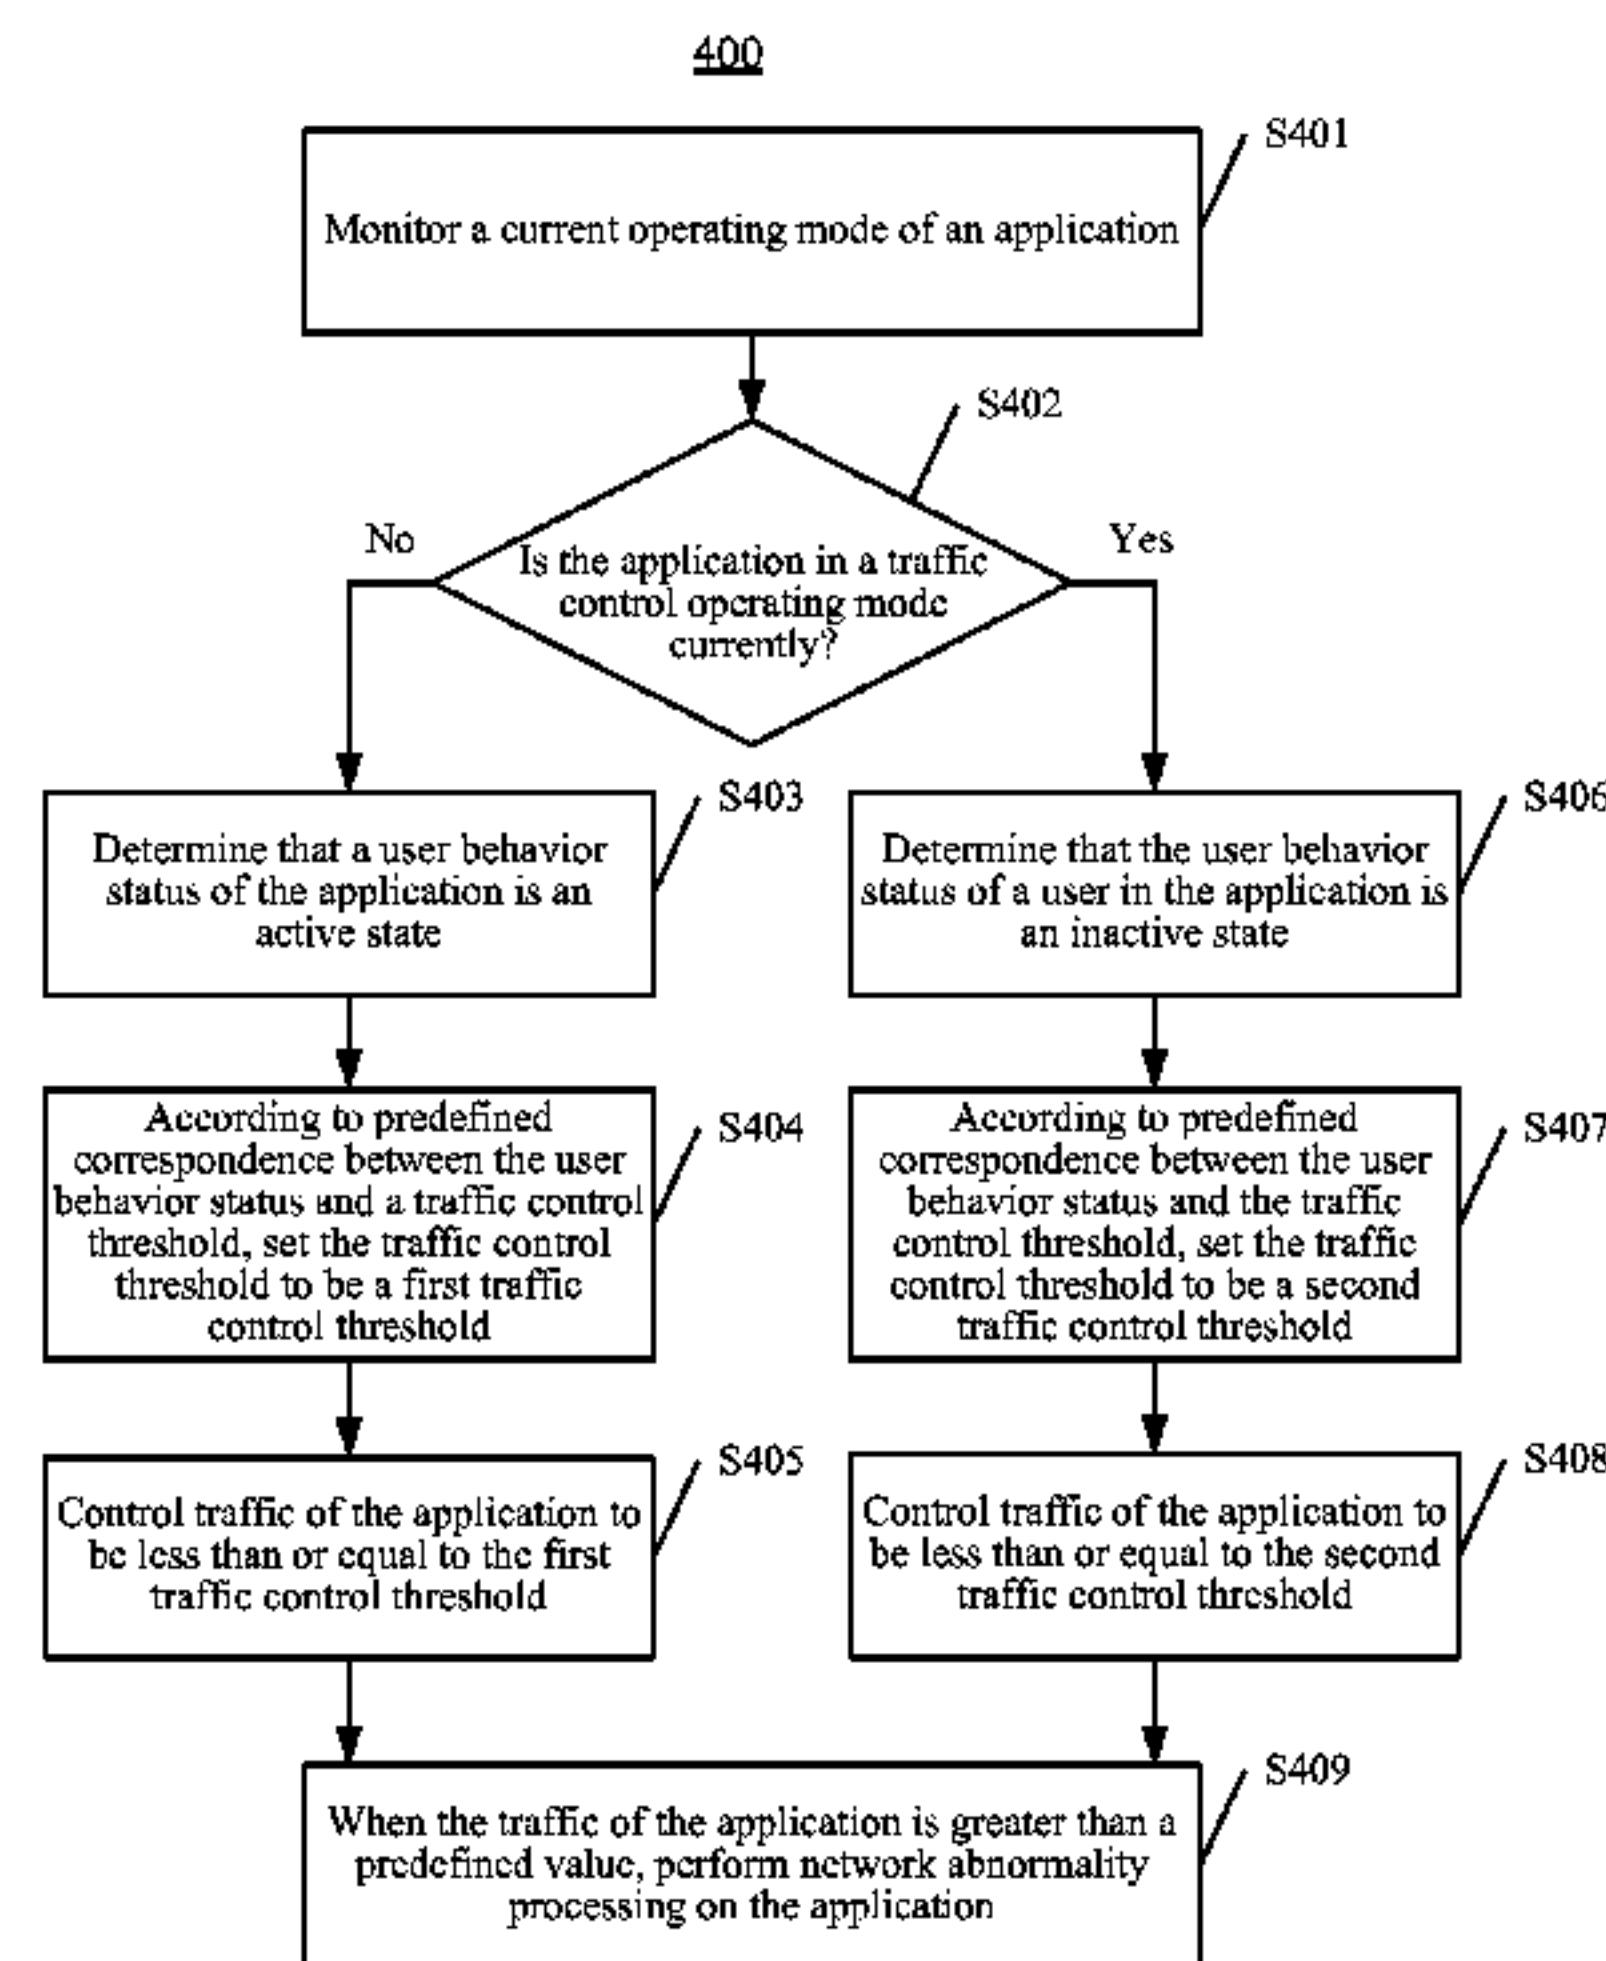 400
S401
Monitor a current operating mode of an application
S402
No
Yes
Is the application in a traffic
control operating mode
currently?
S403
Determine that a user behavior
status of the application is an
active state
S406
Determine that the user behavior
status of a user in the application is
an inactive state
S404
According to predefined
correspondence between the user
behavior status and a traffic control
threshold, set the traffic control
threshold to be a first traffic
control threshold
S407
According to predefined
correspondence between the user
behavior status and the traffic
control threshold, set the traffic
control threshold to be a second
traffic control threshold
S405
Control traffic of the application to
be less than or equal to the first
traffic control threshold
S408
Control traffic of the application to
be less than or equal to the second
traffic control threshold
S409
When the traffic of the application is greater than a
predefined value, perform network abnormality
processing on the application